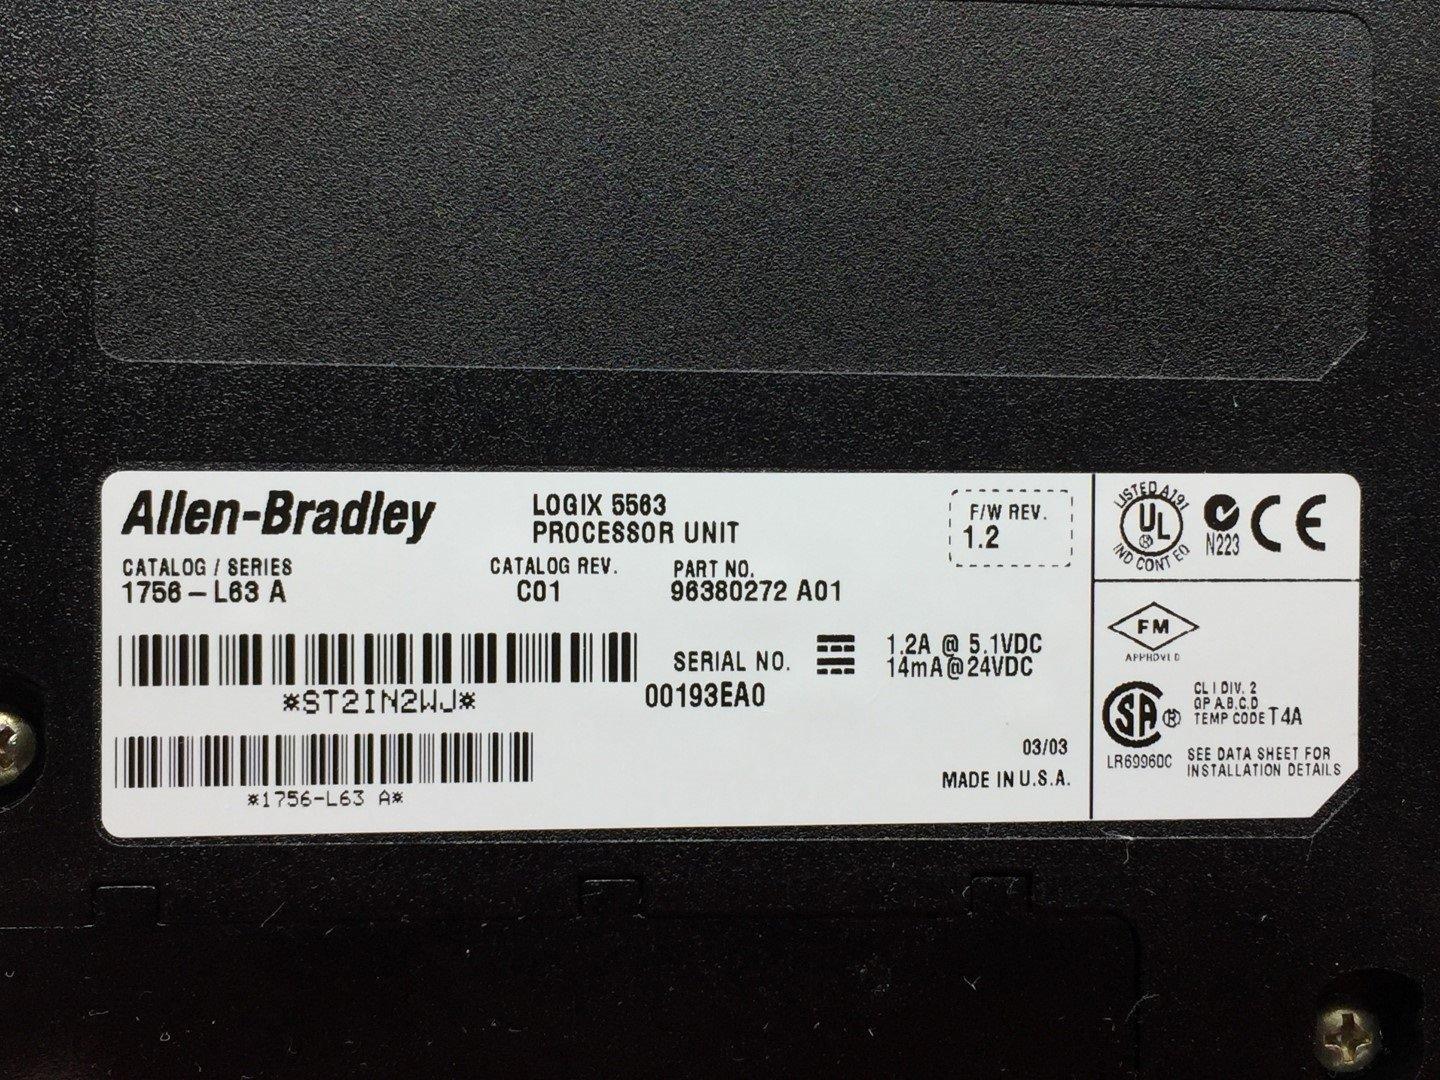 Allen-Bradley
LOGIX 5563
PROCESSOR UNIT
F/W REV.
1.2
CATALOG / SERIES
1756 – L63 A
CATALOG REV.
C01
PART NO.
96380272 A01
*ST2IN2WJ*
SERIAL NO.
00193EA0
1.2A @ 5.1VDC
14mA@24VDC
*1756-L63 A*
03/03
MADE IN U.S.A.
LISTED A191
UL
®
IND CONT EQ
N223
CE
FM
APPROVED
SA
®
LR69960C
CL I DIV. 2
GP A,B,C,D
TEMP CODE T4A
SEE DATA SHEET FOR
INSTALLATION DETAILS